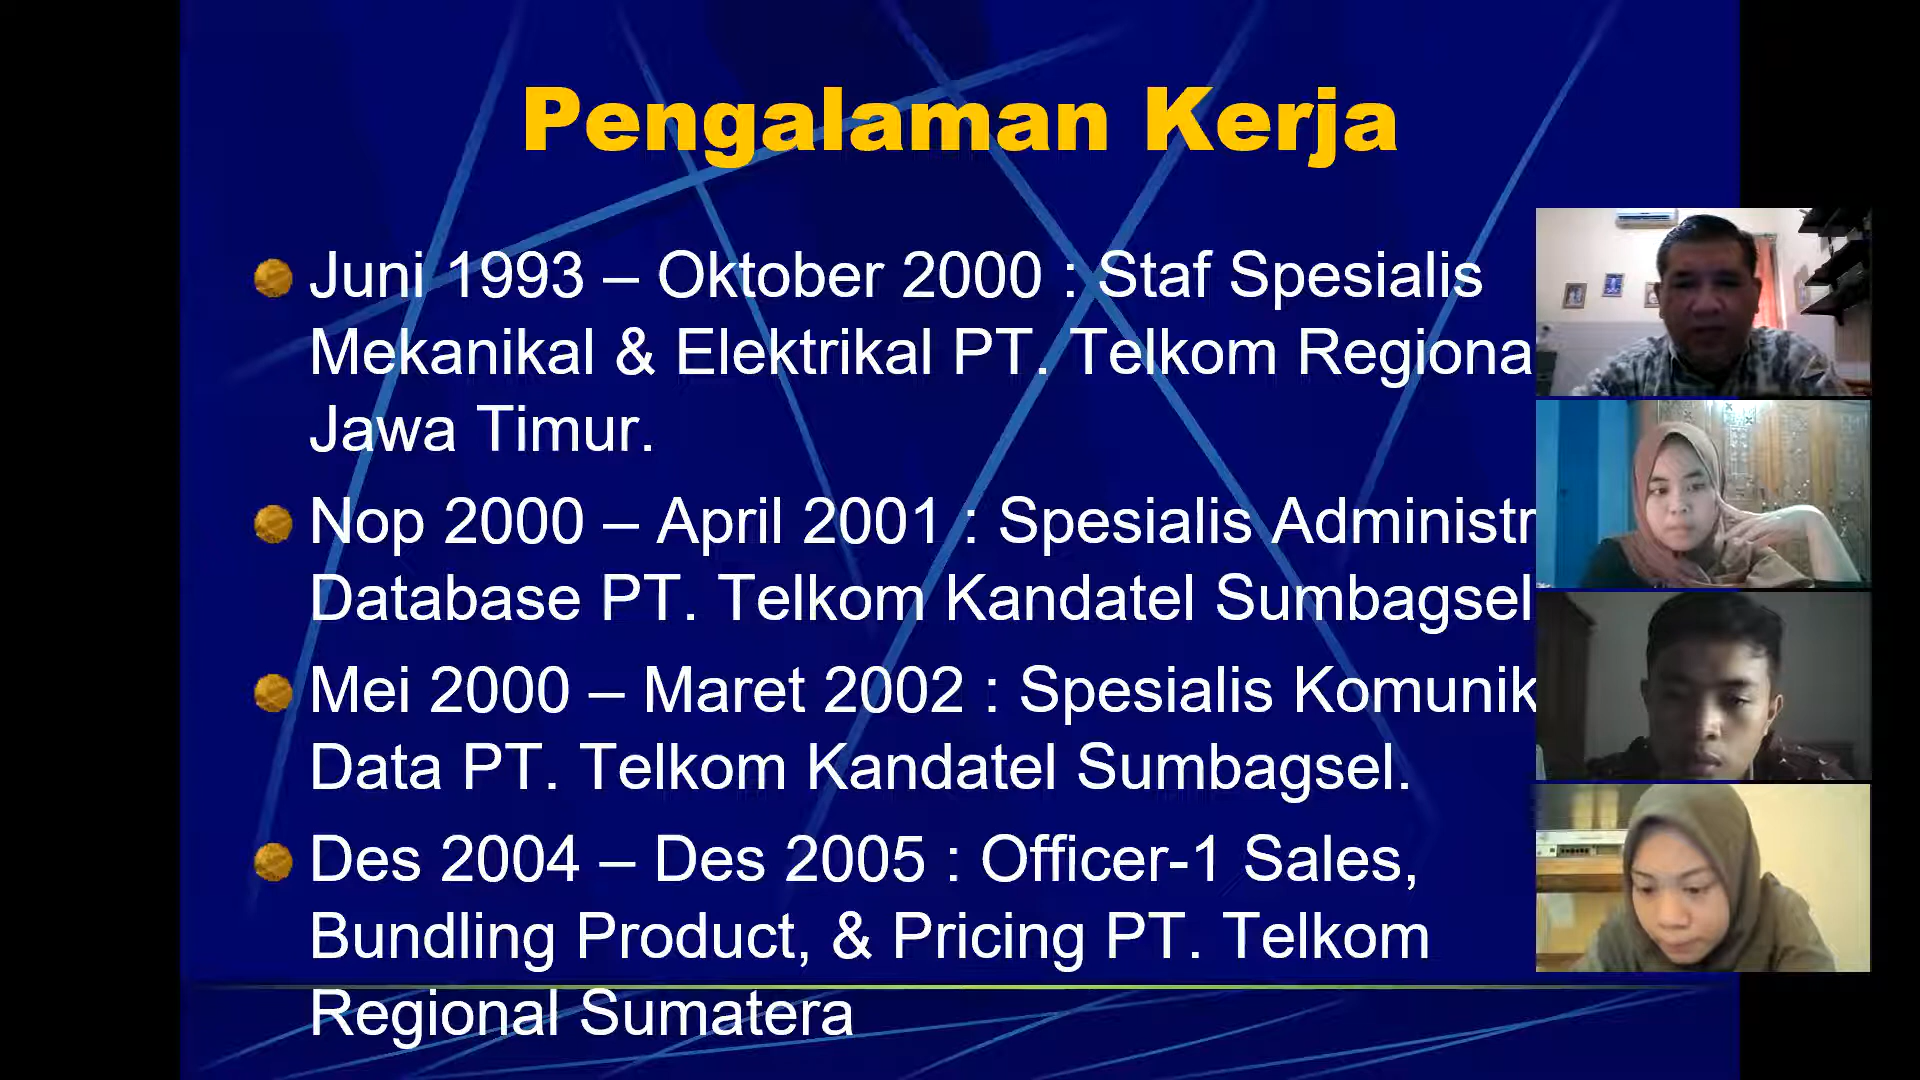 Pengalaman Kerja
Juni 1993 – Oktober 2000 : Staf Spesialis
Mekanikal & Elektrikal PT. Telkom Regiona
Jawa Timur.
Nop 2000 – April 2001 : Spesialis Administr
Database PT. Telkom Kandatel Sumbagsel
Mei 2000 – Maret 2002 : Spesialis Komunik
Data PT. Telkom Kandatel Sumbagsel.
Des 2004 – Des 2005 : Officer-1 Sales,
Bundling Product, & Pricing PT. Telkom
Regional Sumatera